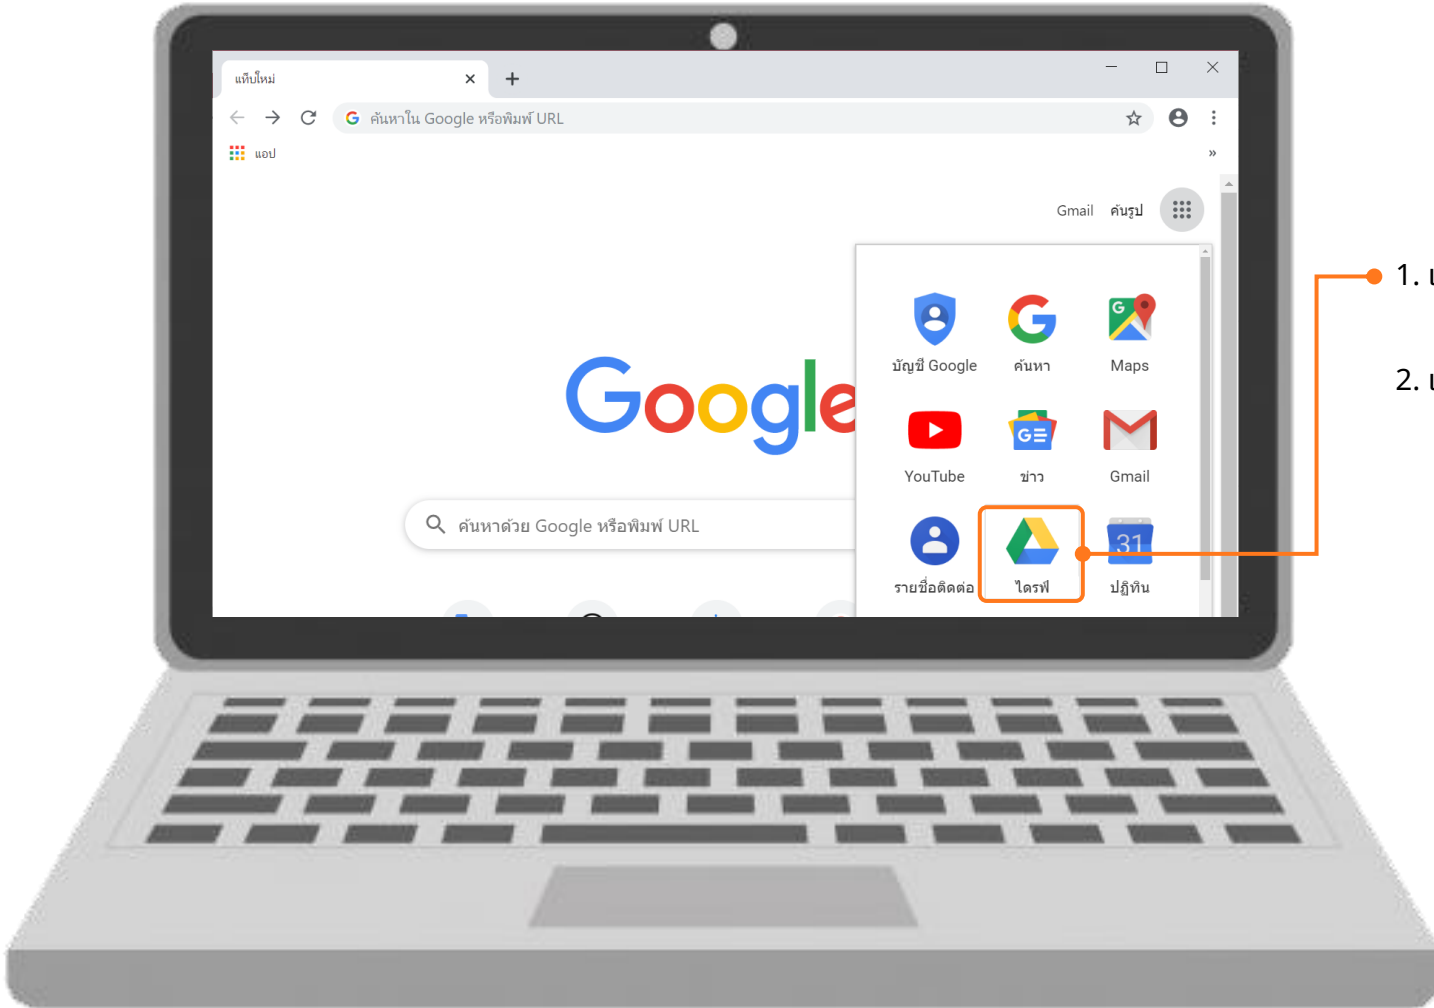 แท็บใหม่
ค้นหาใน Google หรือพิมพ์ URL
แอป
Gmail ค้นรูป
Google
บัญชี Google ค้นหา Maps
YouTube ข่าว Gmail
31
รายชื่อติดต่อ ไดรฟ์ ปฏิทิน
ค้นหาด้วย Google หรือพิมพ์ URL
1. เ
2. เ